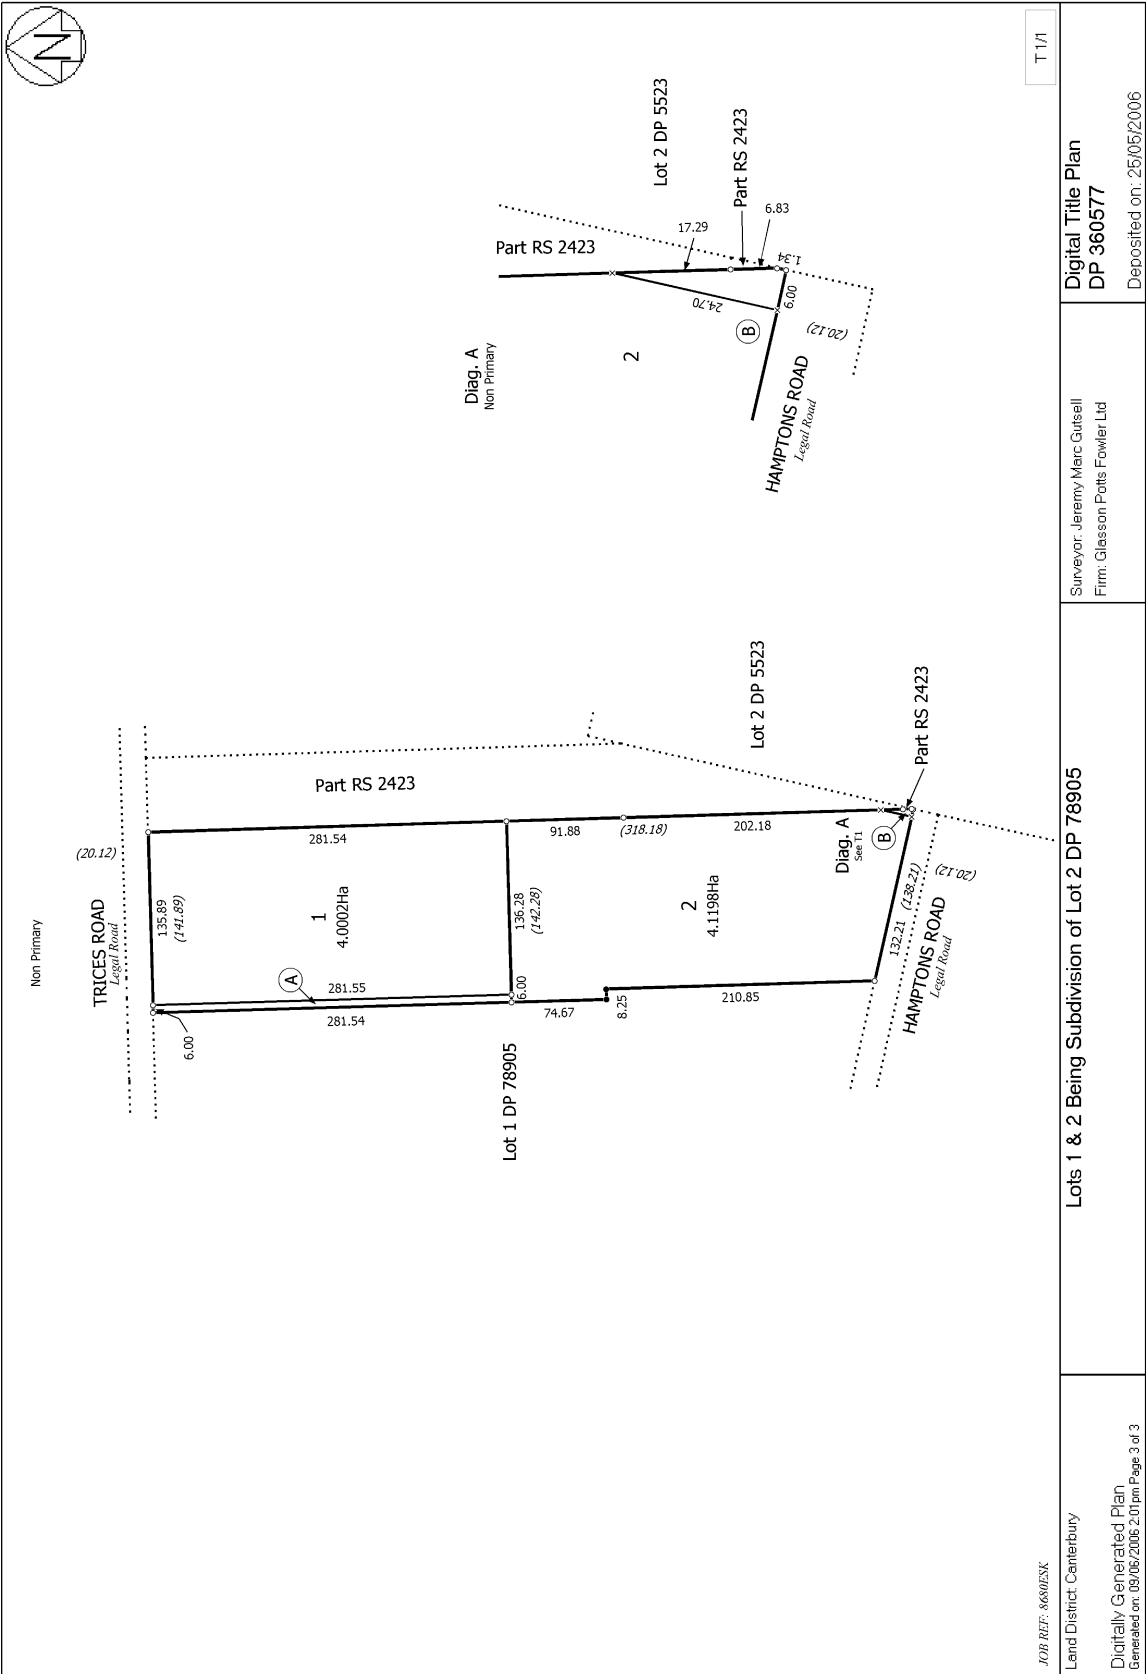 N
T 1/1
Non Primary
TRICES ROAD
Legal Road
(20.12)
135.89
(141.89)
6.00
281.54
Part RS 2423
1
4.0002Ha
A
281.55
281.54
136.28
(142.28)
6.00
Lot 1 DP 78905
91.88
(318.18)
202.18
2
4.1198Ha
74.67
8.25
210.85
Diag. A
See T1
B
132.21
(138.21)
HAMPTONS ROAD
Legal Road
(20.12)
Lot 2 DP 5523
Part RS 2423
Diag. A
Non Primary
Part RS 2423
Lot 2 DP 5523
Part RS 2423
17.29
6.83
1.34
24.70
6.00
B
2
(20.12)
HAMPTONS ROAD
Legal Road
JOB REF: 8680ESK
Land District: Canterbury
Digitally Generated Plan
Generated on: 09/06/2006 2:01pm Page 3 of 3
Lots 1 & 2 Being Subdivision of Lot 2 DP 78905
Surveyor: Jeremy Marc Gutsell
Firm: Glasson Potts Fowler Ltd
Digital Title Plan
DP 360577
Deposited on: 25/05/2006